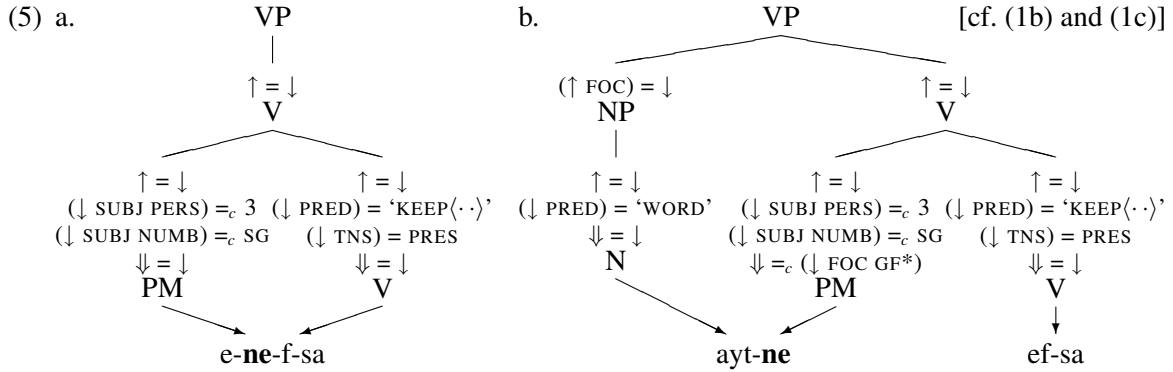 (5) a. VP b. VP [cf. (1b) and (1c)]
↑ = ↓ (↑ FOC) = ↓ ↑ = ↓
V NP V
↑ = ↓ ↑ = ↓ ↑ = ↓ ↑ = ↓ ↑ = ↓
(↓ SUBJ PERS) =c 3 (↓ PRED) = ‘KEEP⟨··⟩’ (↓ PRED) = ‘WORD’ (↓ SUBJ PERS) =c 3 (↓ PRED) = ‘KEEP⟨··⟩’
(↓ SUBJ NUMB) =c SG (↓ TNS) = PRES ⇓ = ↓ (↓ SUBJ NUMB) =c SG (↓ TNS) = PRES
⇓ = ↓ ⇓ = ↓ N ⇓ =c (↓ FOC GF*) ⇓ = ↓
PM V PM V
e-ne-f-sa ayt-ne ef-sa